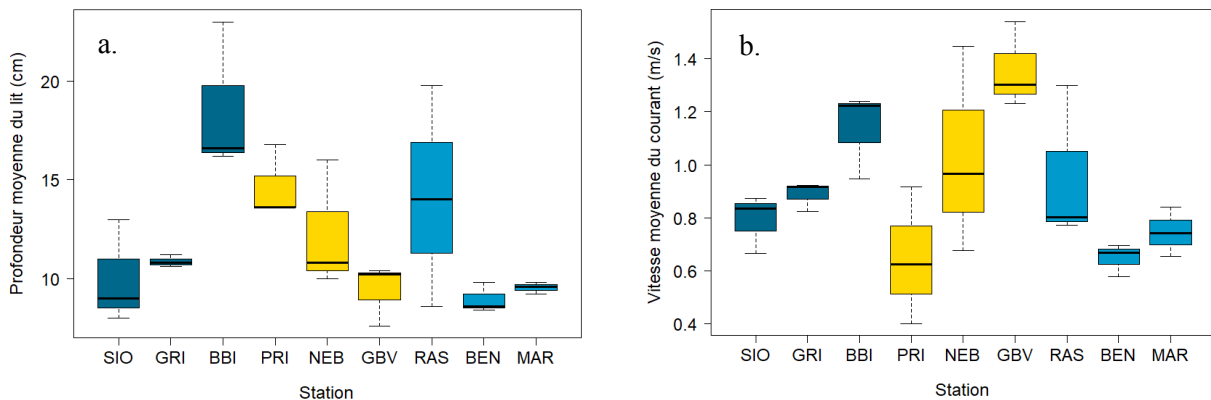 a.
Profondeur moyenne du lit (cm)
20
15
10
SIO GRI BBI PRI NEB GBV RAS BEN MAR
Station
b.
Vitesse moyenne du courant (m/s)
1.4
1.2
1.0
0.8
0.6
0.4
SIO GRI BBI PRI NEB GBV RAS BEN MAR
Station